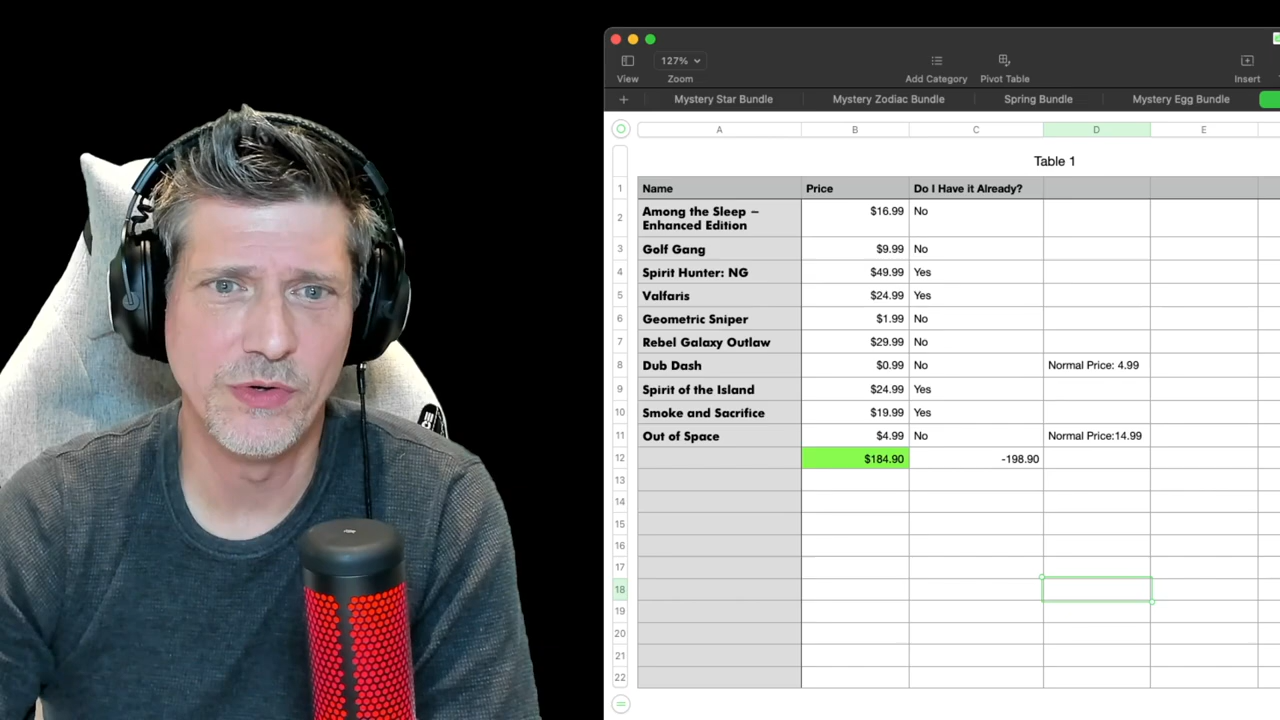 127%
View
Zoom
Add Category
Pivot Table
Insert
Mystery Star Bundle
Mystery Zodiac Bundle
Spring Bundle
Mystery Egg Bundle
A
B
C
D
E
Table 1
1
Name
Price
Do I Have it Already?
2
Among the Sleep –
Enhanced Edition
$16.99
No
3
Golf Gang
$9.99
No
4
Spirit Hunter: NG
$49.99
Yes
5
Valfaris
$24.99
Yes
6
Geometric Sniper
$1.99
No
7
Rebel Galaxy Outlaw
$29.99
No
8
Dub Dash
$0.99
No
Normal Price: 4.99
9
Spirit of the Island
$24.99
Yes
10
Smoke and Sacrifice
$19.99
Yes
11
Out of Space
$4.99
No
Normal Price:14.99
12
$184.90
-198.90
13
14
15
16
17
18
19
20
21
22